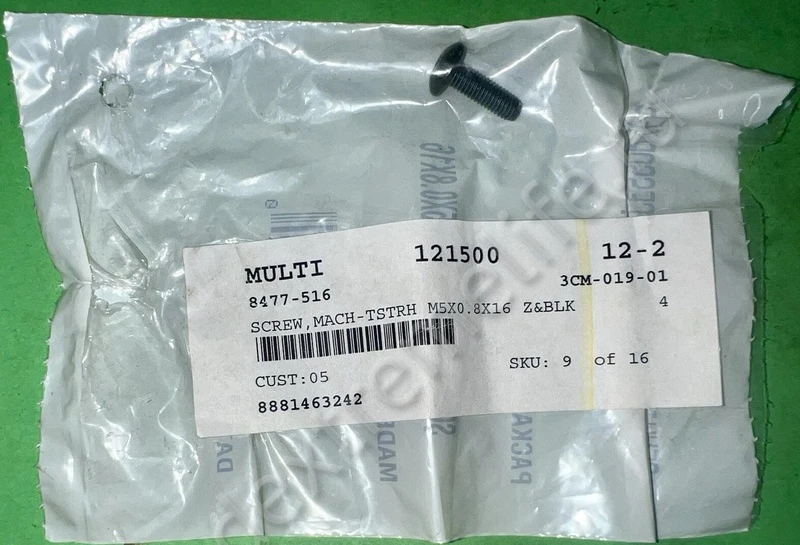 MULTI 121500 12-2
8477-516 3CM-019-01
SCREW,MACH-TSTRH M5X0.8X16 Z&BLK 4
CUST:05 SKU: 9 of 16
8881463242